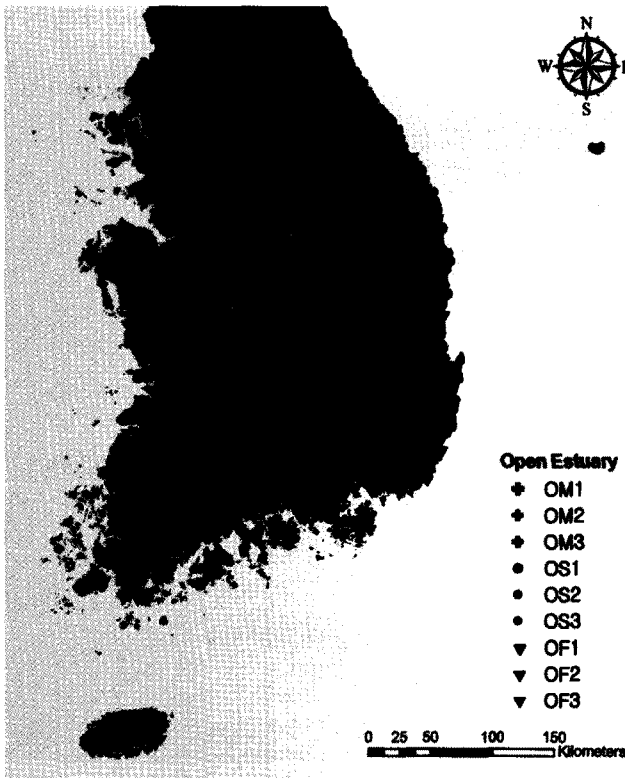 N
W E
S
Open Estuary
OM1
OM2
OM3
OS1
OS2
OS3
OF1
OF2
OF3
0 25 50 100 150
Kilometers